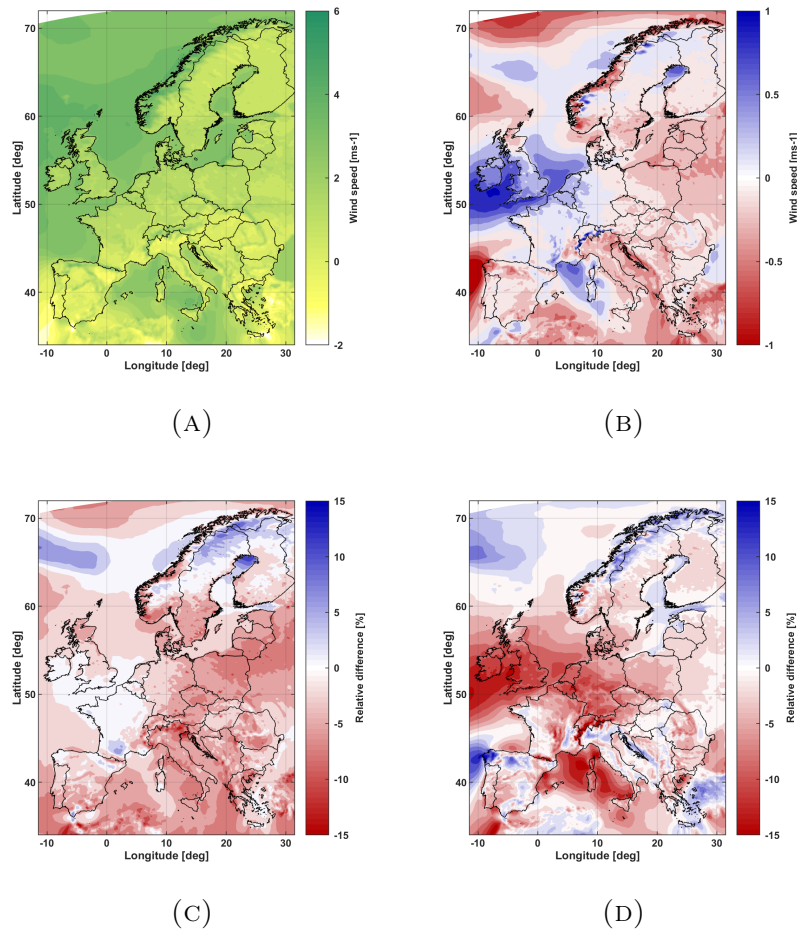 70
60
50
40
Latitude [deg]
-10 0 10 20 30
Longitude [deg]
6
4
2
0
-2
Wind speed [ms-1]
(A)
70
60
50
40
Latitude [deg]
-10 0 10 20 30
Longitude [deg]
1
0.5
0
-0.5
-1
Wind speed [ms-1]
(B)
70
60
50
40
Latitude [deg]
-10 0 10 20 30
Longitude [deg]
15
10
5
0
-5
-10
-15
Relative difference [%]
(C)
70
60
50
40
Latitude [deg]
-10 0 10 20 30
Longitude [deg]
15
10
5
0
-5
-10
-15
Relative difference [%]
(D)